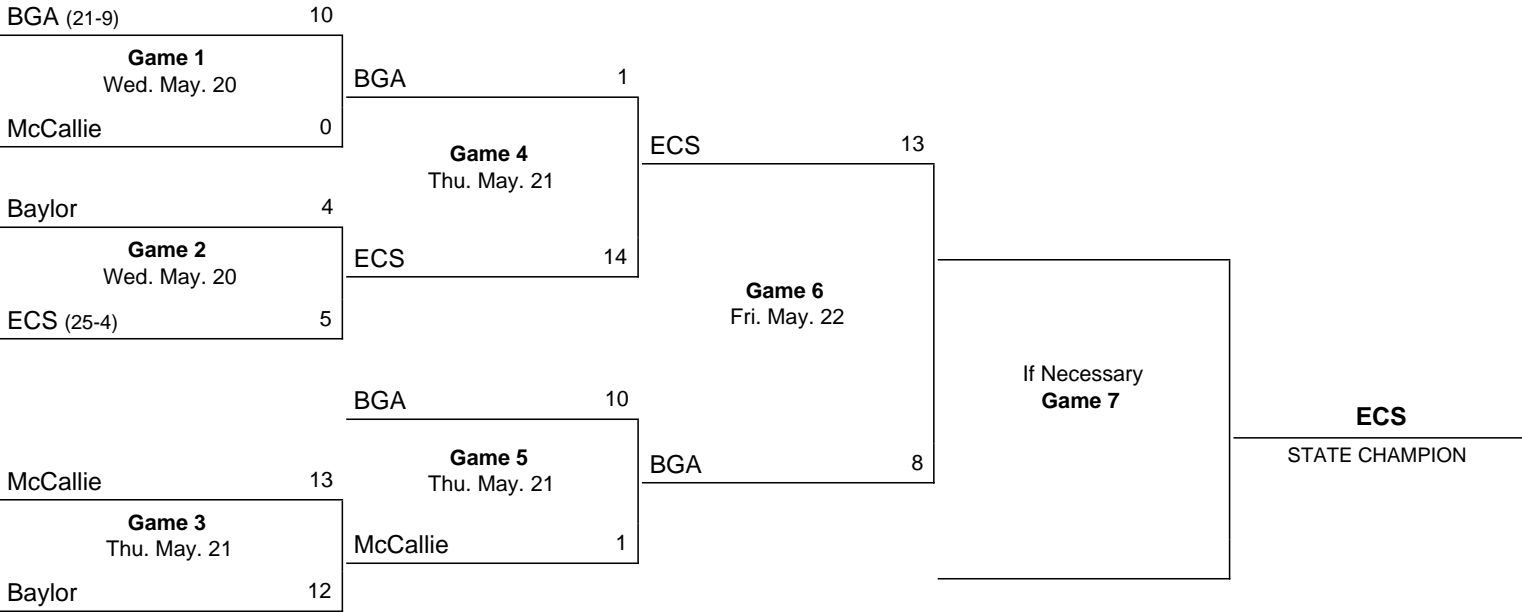 BGA (21-9) 10
Game 1
Wed. May. 20
McCallie 0
Baylor 4
Game 2
Wed. May. 20
ECS (25-4) 5
McCallie 13
Game 3
Thu. May. 21
Baylor 12
BGA 1
Game 4
Thu. May. 21
ECS 14
BGA 10
Game 5
Thu. May. 21
McCallie 1
ECS 13
Game 6
Fri. May. 22
BGA 8
If Necessary
Game 7
ECS
STATE CHAMPION